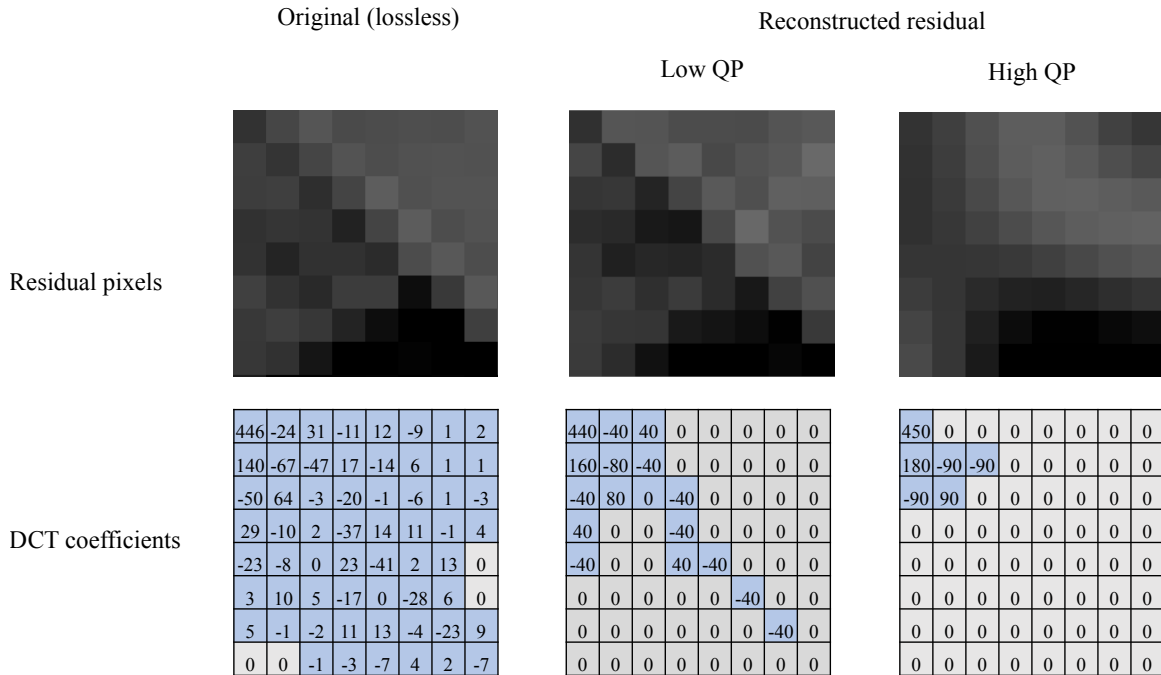 Original (lossless)
Reconstructed residual
Low QP
High QP
Residual pixels
DCT coefficients
446 -24 31 -11 12 -9 1 2
140 -67 -47 17 -14 6 1 1
-50 64 -3 -20 -1 -6 1 -3
29 -10 2 -37 14 11 -1 4
-23 -8 0 23 -41 2 13 0
3 10 5 -17 0 -28 6 0
5 -1 -2 11 13 -4 -23 9
0 0 -1 -3 -7 4 2 -7
440 -40 40 0 0 0 0 0
160 -80 -40 0 0 0 0 0
-40 80 0 -40 0 0 0 0
40 0 0 -40 0 0 0 0
-40 0 0 40 -40 0 0 0
0 0 0 0 0 -40 0 0
0 0 0 0 0 0 -40 0
0 0 0 0 0 0 0 0
450 0 0 0 0 0 0 0
180 -90 -90 0 0 0 0 0
-90 90 0 0 0 0 0 0
0 0 0 0 0 0 0 0
0 0 0 0 0 0 0 0
0 0 0 0 0 0 0 0
0 0 0 0 0 0 0 0
0 0 0 0 0 0 0 0